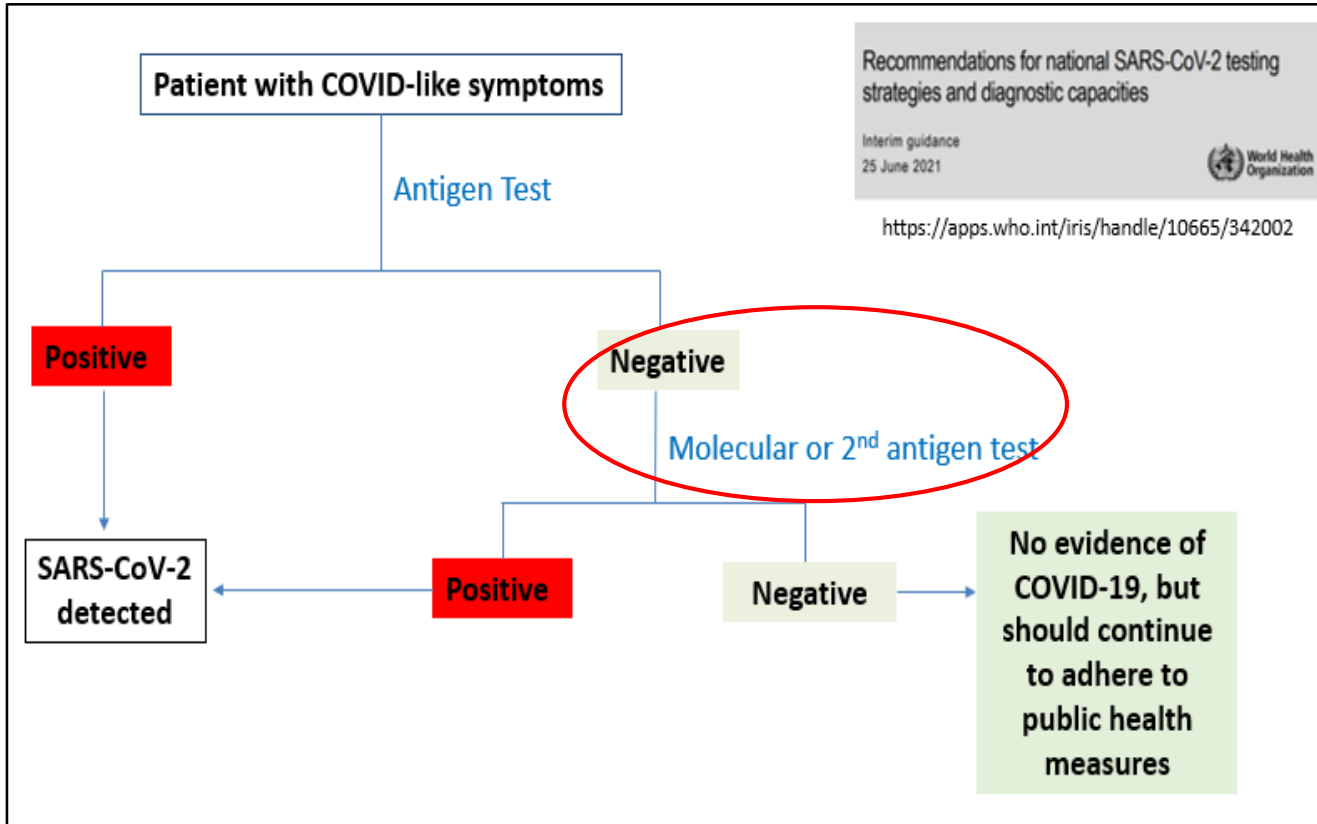 Patient with COVID-like symptoms
Recommendations for national SARS-CoV-2 testing
strategies and diagnostic capacities
Interim guidance
25 June 2021
World Health
Organization
https://apps.who.int/iris/handle/10665/342002
Antigen Test
Positive
Negative
Molecular or 2nd antigen test
SARS-CoV-2
detected
Positive
Negative
No evidence of
COVID-19, but
should continue
to adhere to
public health
measures